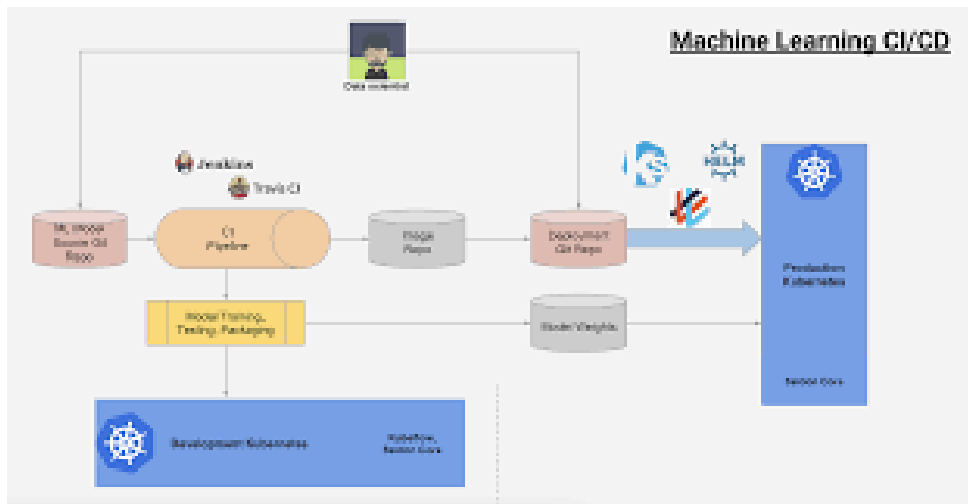 Machine Learning CI/CD
Data scientist
Jenkins
Travis CI
ML Model
Source Git
Repo
CI
Pipeline
Image
Repo
Deployment
Git Repo
HELM
Production
Kubernetes
Model Training,
Testing, Packaging
Model Weights
Seldon Core
Development Kubernetes
Kubeflow,
Seldon Core